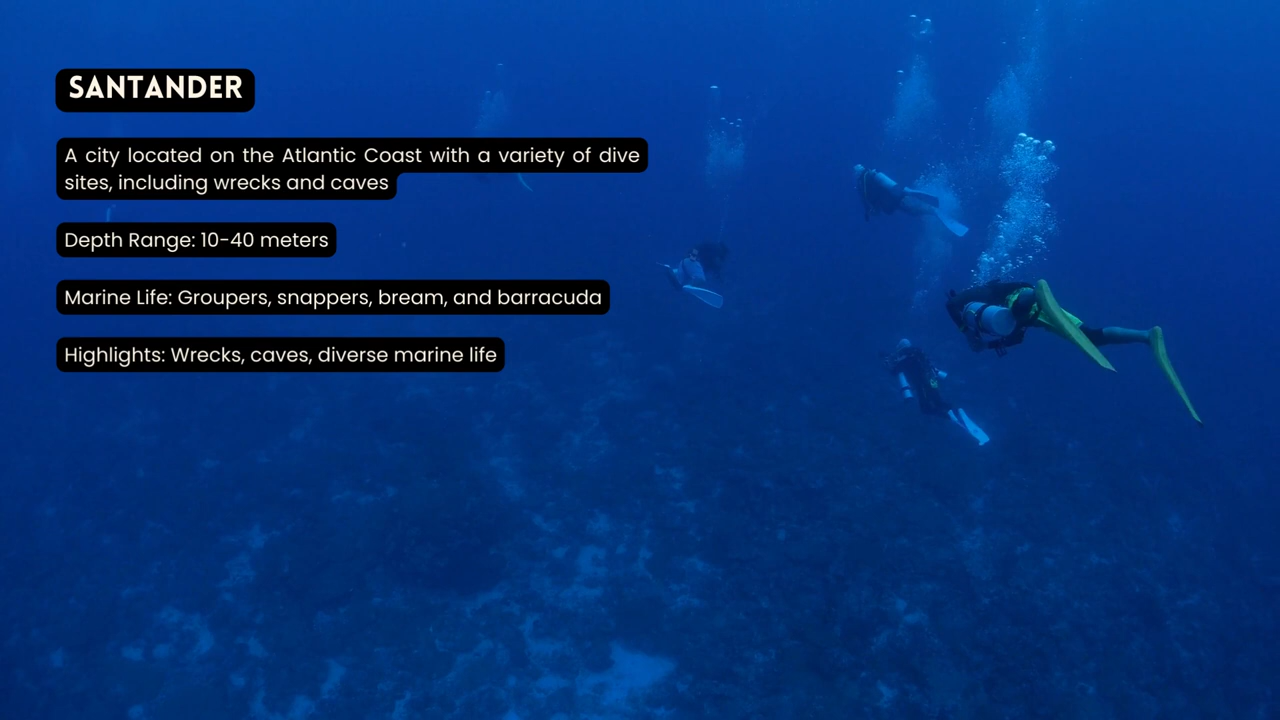 SANTANDER
A city located on the Atlantic Coast with a variety of dive
sites, including wrecks and caves
Depth Range: 10-40 meters
Marine Life: Groupers, snappers, bream, and barracuda
Highlights: Wrecks, caves, diverse marine life